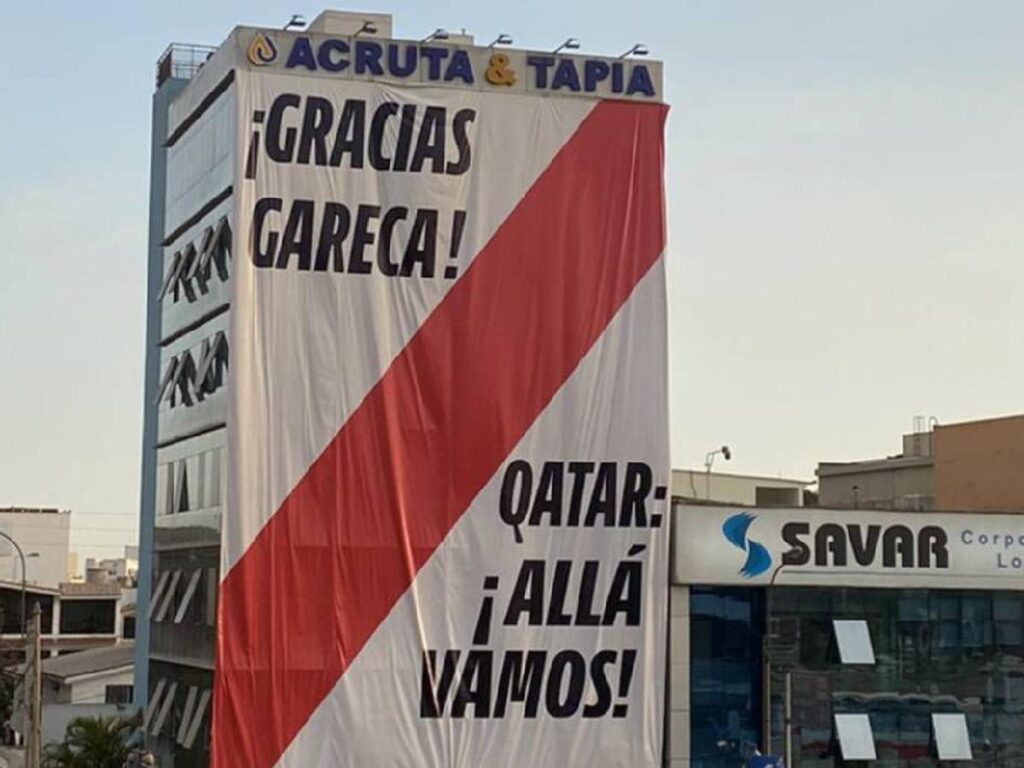 ACRUTA & TAPIA
¡GRACIAS
GARECA!
QATAR:
¡ALLÁ
VAMOS!
SAVAR